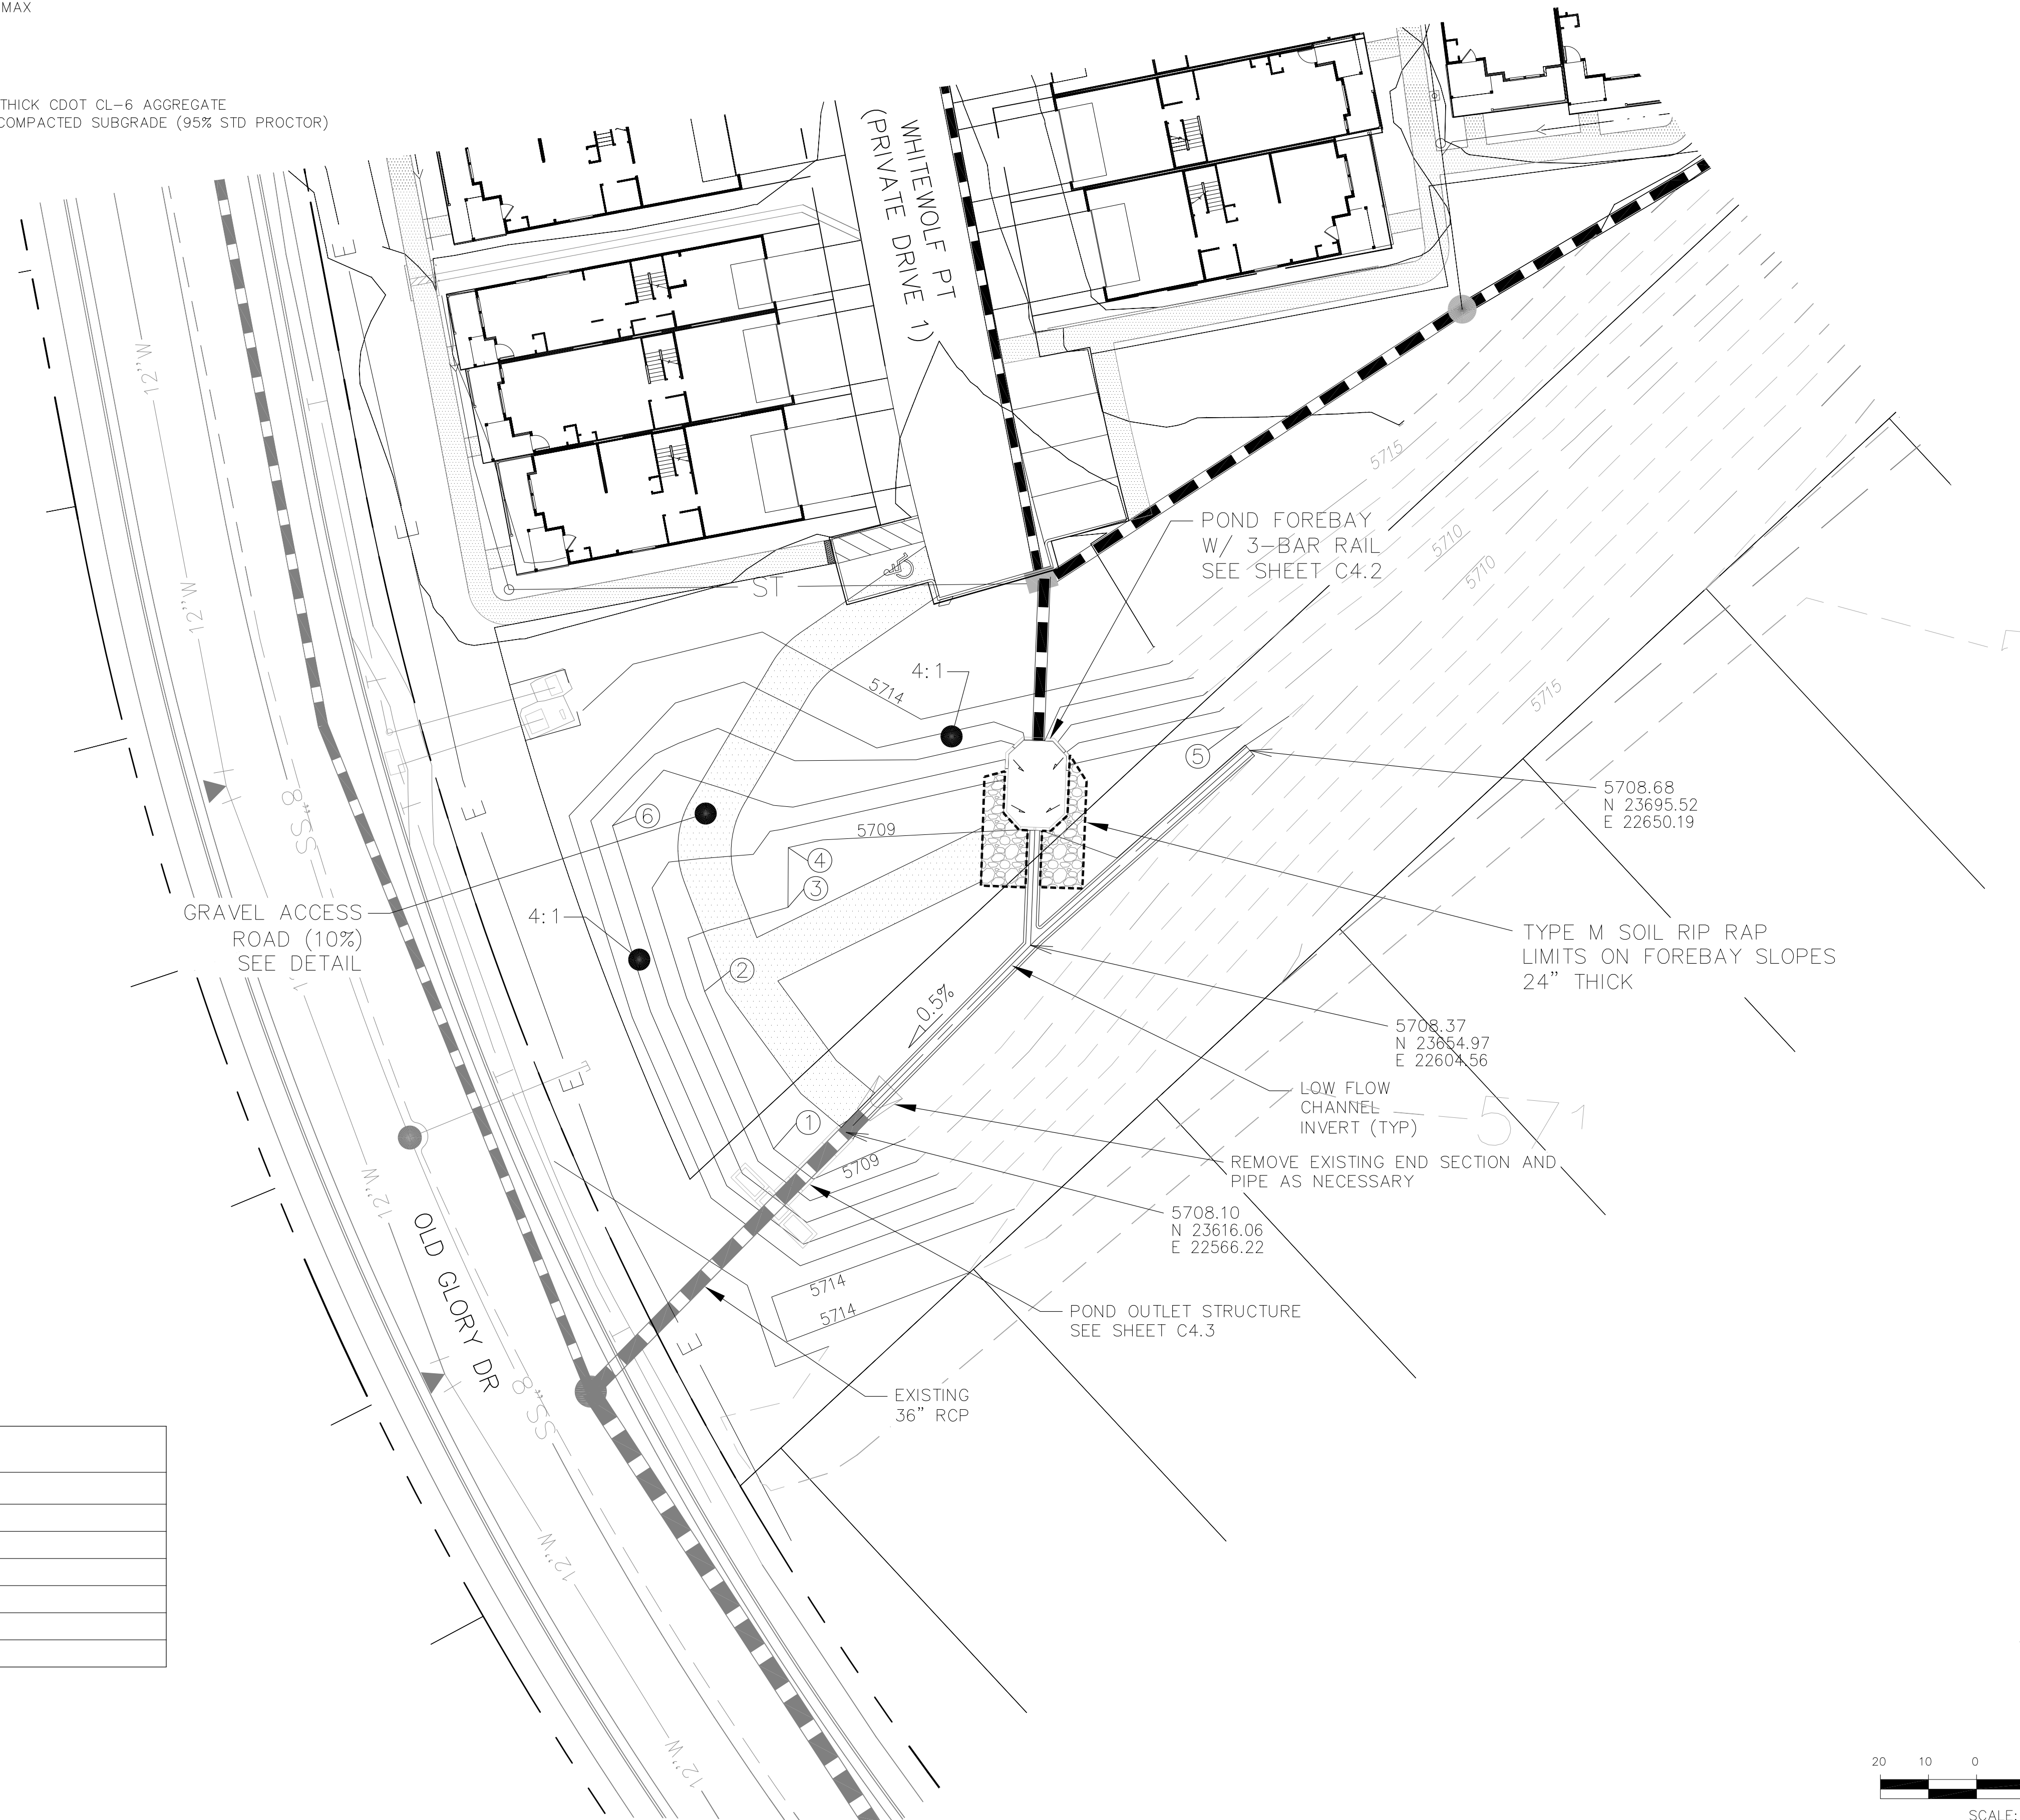 MAX
THICK CDOT CL-6 AGGREGATE
COMPACTED SUBGRADE (95% STD PROCTOR)
WHITEWOLF PT
(PRIVATE DRIVE 1)
E
E
12"W
12"W
8"SS
ST
POND FOREBAY
W/ 3-BAR RAIL
SEE SHEET C4.2
5715
5710
5710
5715
4:1
5714
5
6
5709
4
3
2
1
E
5708.68
N 23695.52
E 22650.19
GRAVEL ACCESS
ROAD (10%)
SEE DETAIL
4:1
TYPE M SOIL RIP RAP
LIMITS ON FOREBAY SLOPES
24" THICK
0.5%
5708.37
N 23654.97
E 22604.56
LOW FLOW
CHANNEL
INVERT (TYP)
E
REMOVE EXISTING END SECTION AND
PIPE AS NECESSARY
5709
5708.10
N 23616.06
E 22566.22
12"W
OLD GLORY DR
5714
5714
POND OUTLET STRUCTURE
SEE SHEET C4.3
E
8"SS
EXISTING
36" RCP
12"W
12"W
20 10 0
SCALE: